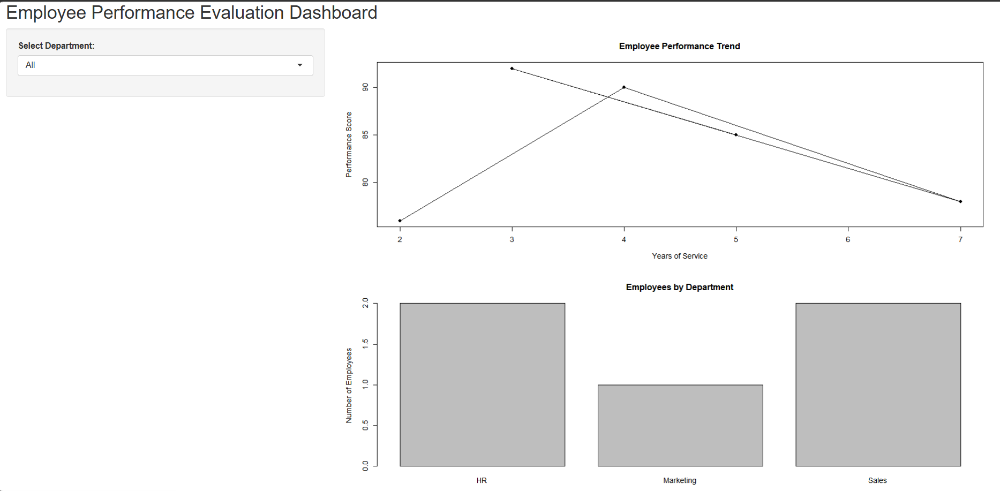 Employee Performance Evaluation Dashboard
Select Department:
All
Employee Performance Trend
Performance Score
90
85
80
2 3 4 5 6 7
Years of Service
Employees by Department
Number of Employees
2.0
1.5
1.0
0.5
0.0
HR Marketing Sales